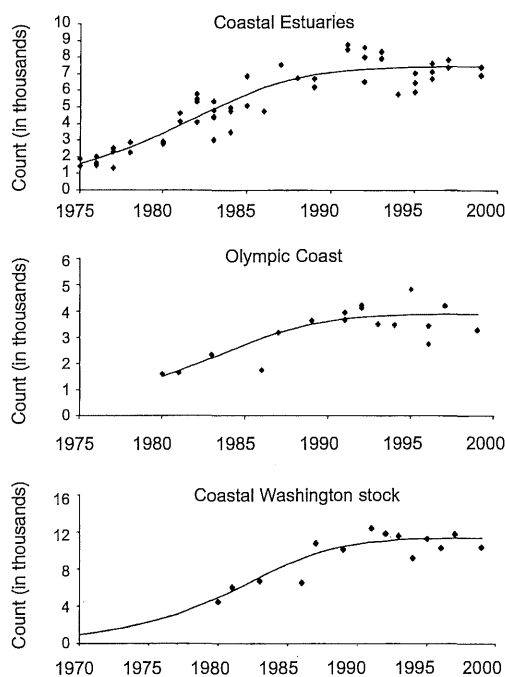 Coastal Estuaries
Count (in thousands)
10
9
8
7
6
5
4
3
2
1
0
1975 1980 1985 1990 1995 2000
Olympic Coast
Count (in thousands)
6
5
4
3
2
1
0
1975 1980 1985 1990 1995 2000
Coastal Washington stock
Count (in thousands)
16
12
8
4
0
1970 1975 1980 1985 1990 1995 2000